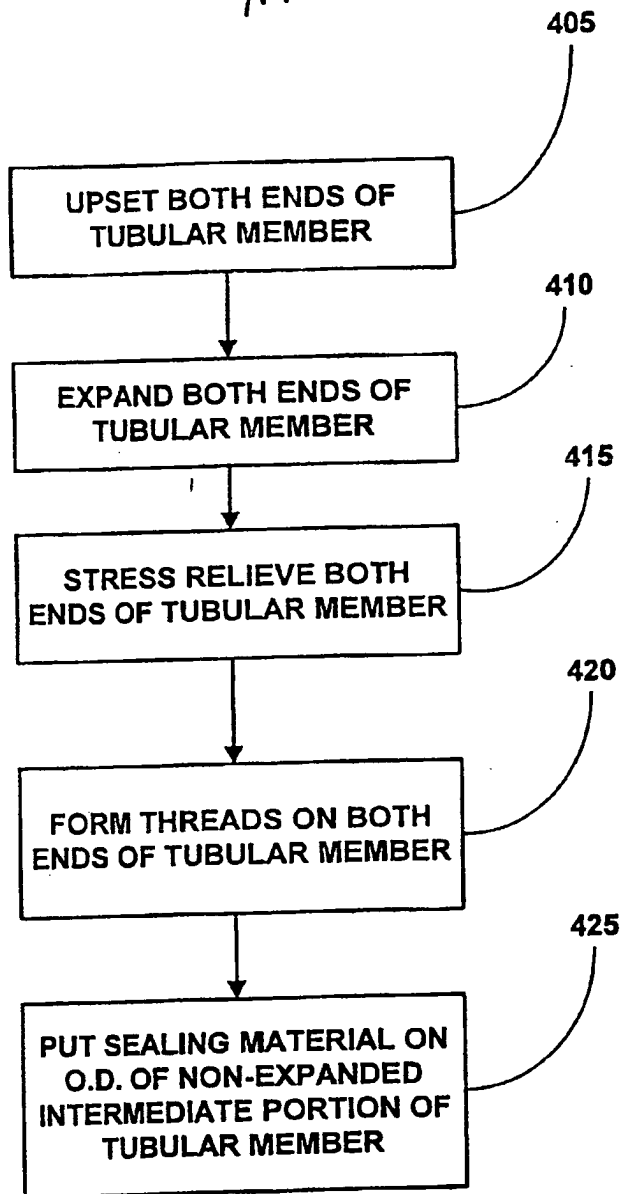 405
UPSET BOTH ENDS OF
TUBULAR MEMBER
410
EXPAND BOTH ENDS OF
TUBULAR MEMBER
415
STRESS RELIEVE BOTH
ENDS OF TUBULAR MEMBER
420
FORM THREADS ON BOTH
ENDS OF TUBULAR MEMBER
425
PUT SEALING MATERIAL ON
O.D. OF NON-EXPANDED
INTERMEDIATE PORTION OF
TUBULAR MEMBER